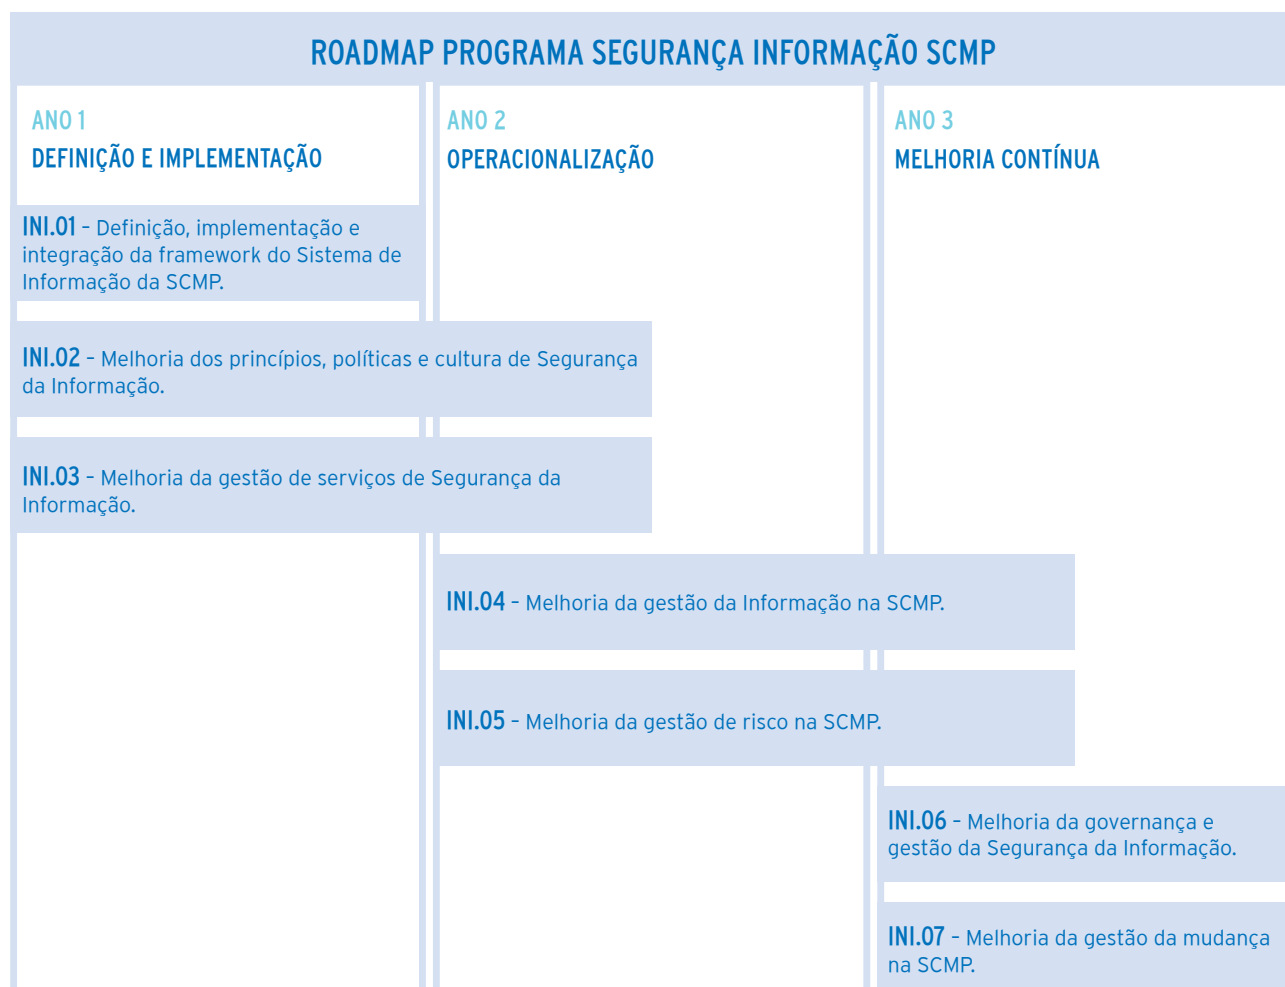 ROADMAP PROGRAMA SEGURANÇA INFORMAÇÃO SCMP
ANO 1
DEFINIÇÃO E IMPLEMENTAÇÃO
ANO 2
OPERACIONALIZAÇÃO
ANO 3
MELHORIA CONTÍNUA
INI.01 – Definição, implementação e
integração da framework do Sistema de
Informação da SCMP.
INI.02 – Melhoria dos princípios, políticas e cultura de Segurança
da Informação.
INI.03 – Melhoria da gestão de serviços de Segurança da
Informação.
INI.04 – Melhoria da gestão da Informação na SCMP.
INI.05 – Melhoria da gestão de risco na SCMP.
INI.06 – Melhoria da governança e
gestão da Segurança da Informação.
INI.07 – Melhoria da gestão da mudança
na SCMP.